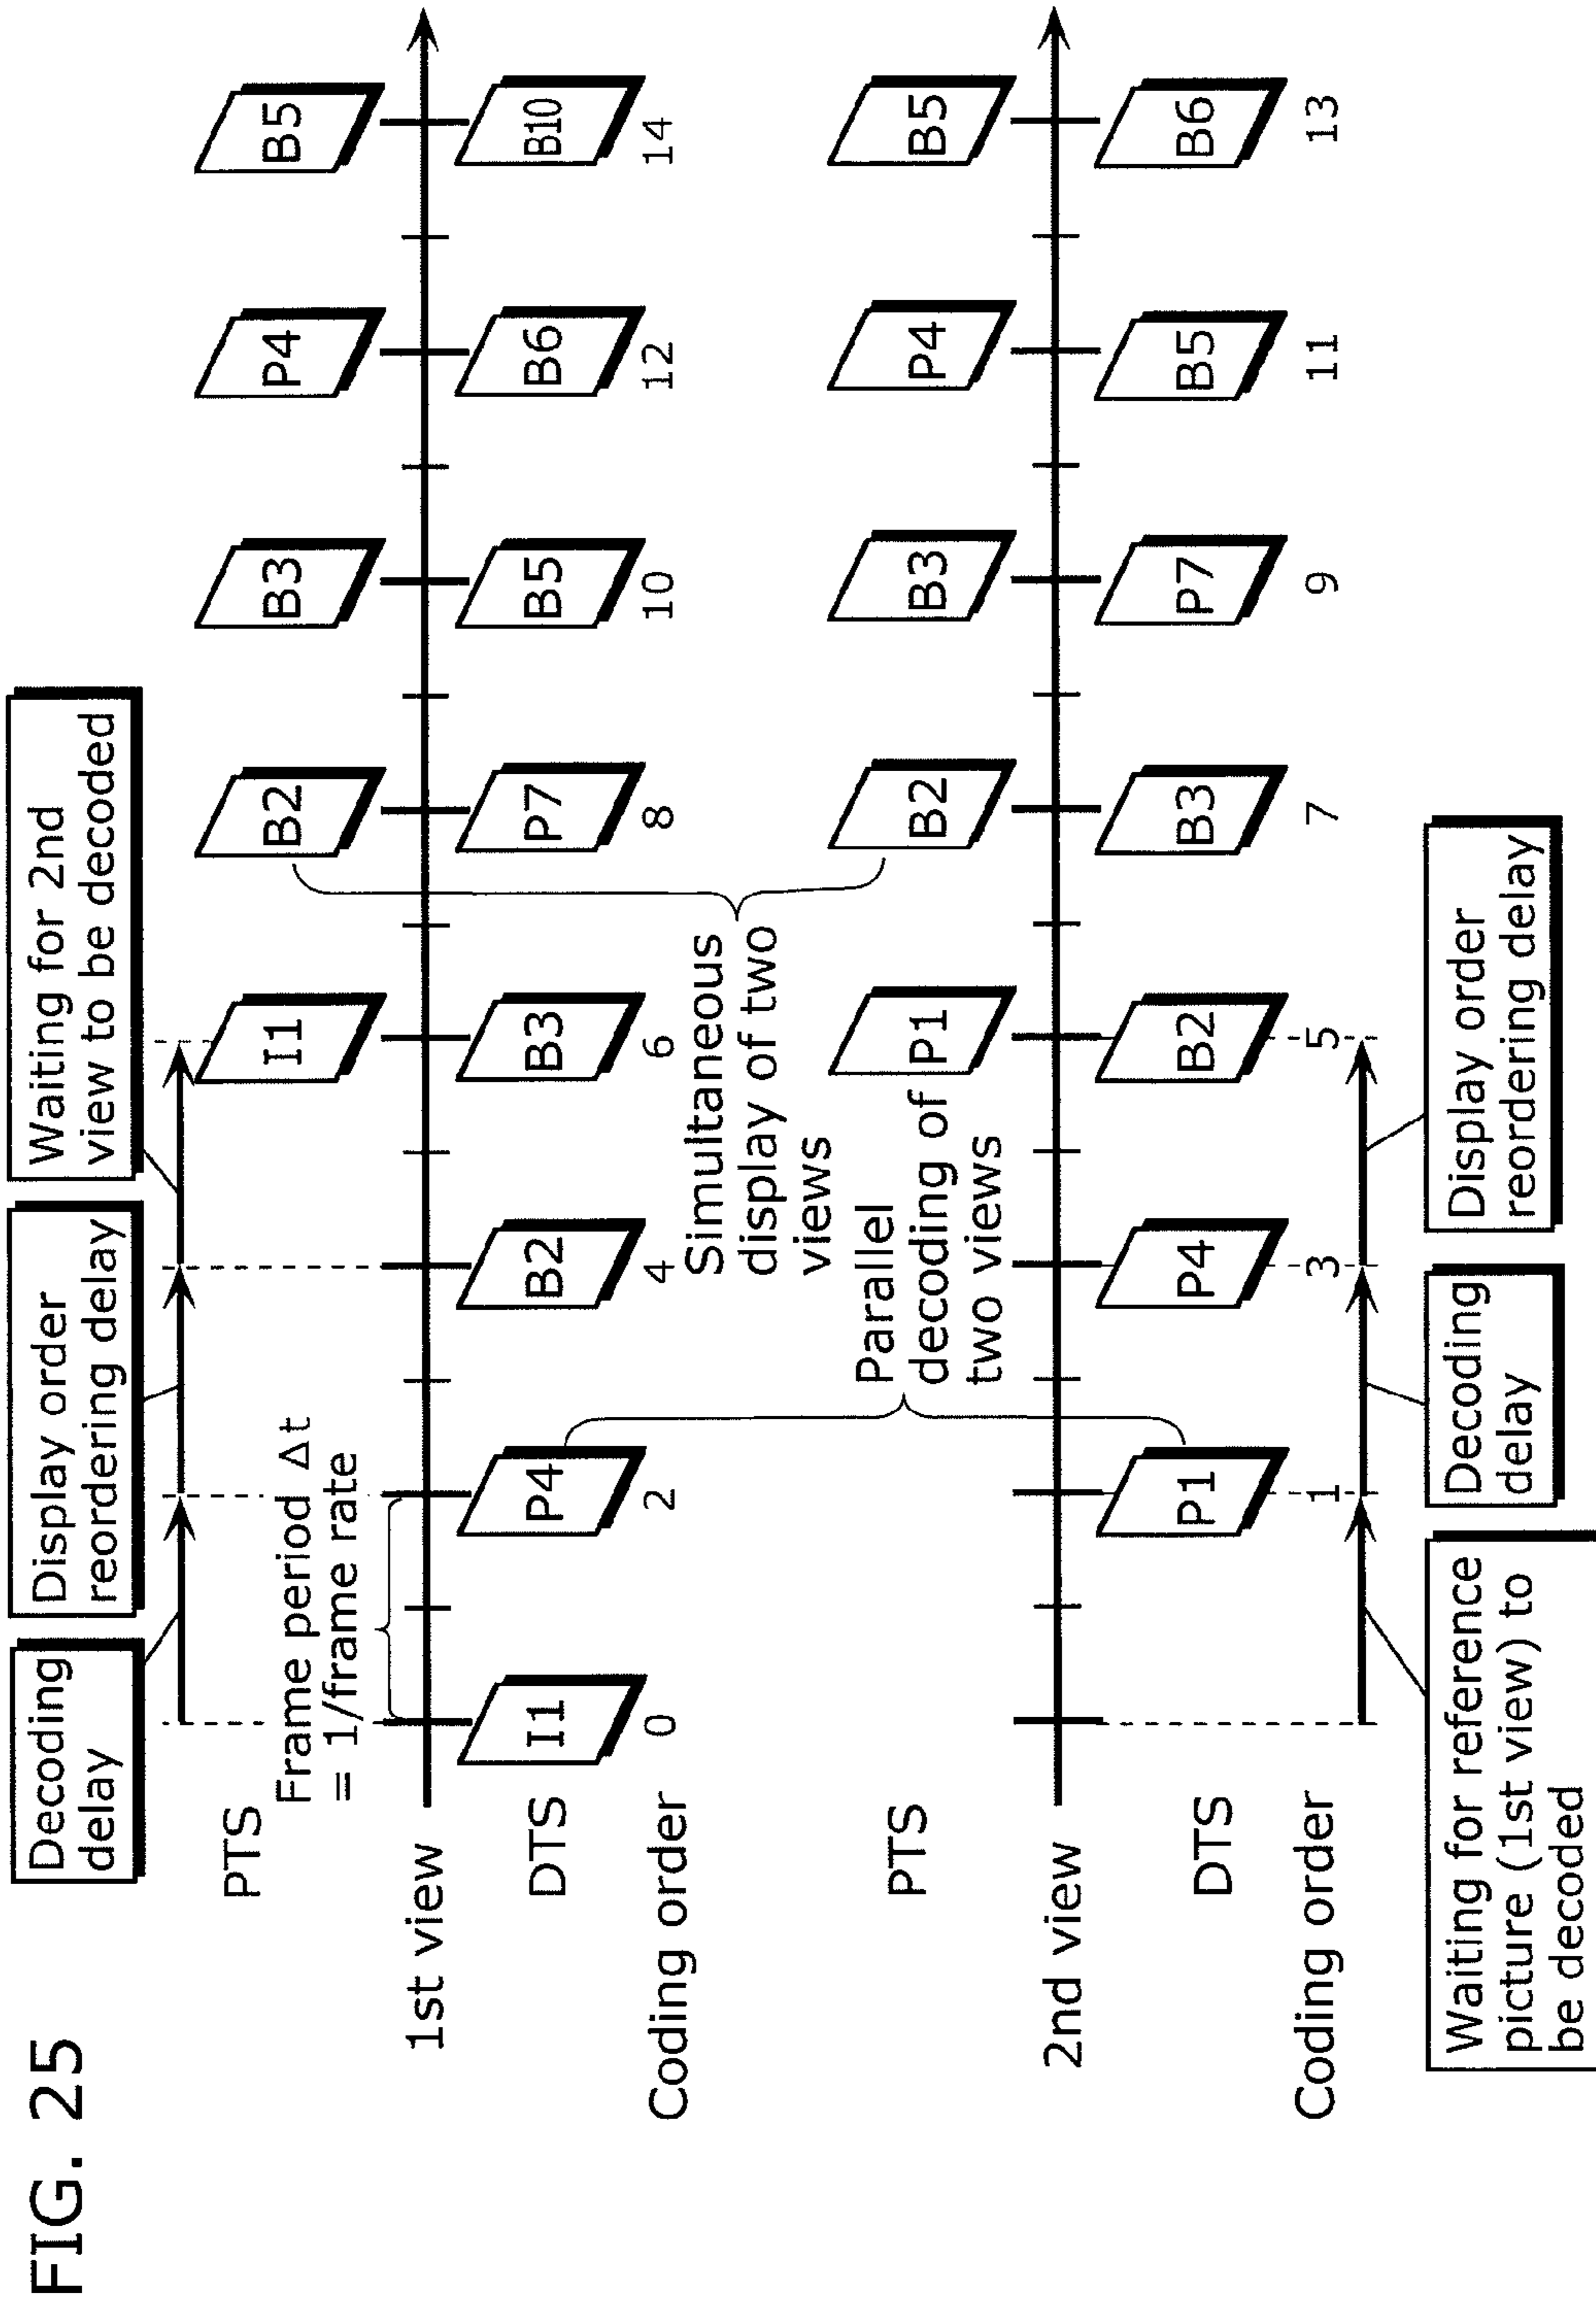 FIG. 25
Decoding
delay
Display order
reordering delay
Waiting for 2nd
view to be decoded
PTS
I1
B2
B3
P4
B5
Frame period Δt
= 1/frame rate
1st view
DTS
I1
P4
B2
B3
P7
B5
B6
B10
Coding order
0
2
4
6
8
10
12
14
Simultaneous
display of two
views
Parallel
decoding of
two views
PTS
P1
B2
B3
P4
B5
2nd view
DTS
P1
P4
B2
B3
P7
B5
B6
Coding order
1
3
5
7
9
11
13
Waiting for reference
picture (1st view) to
be decoded
Decoding
delay
Display order
reordering delay